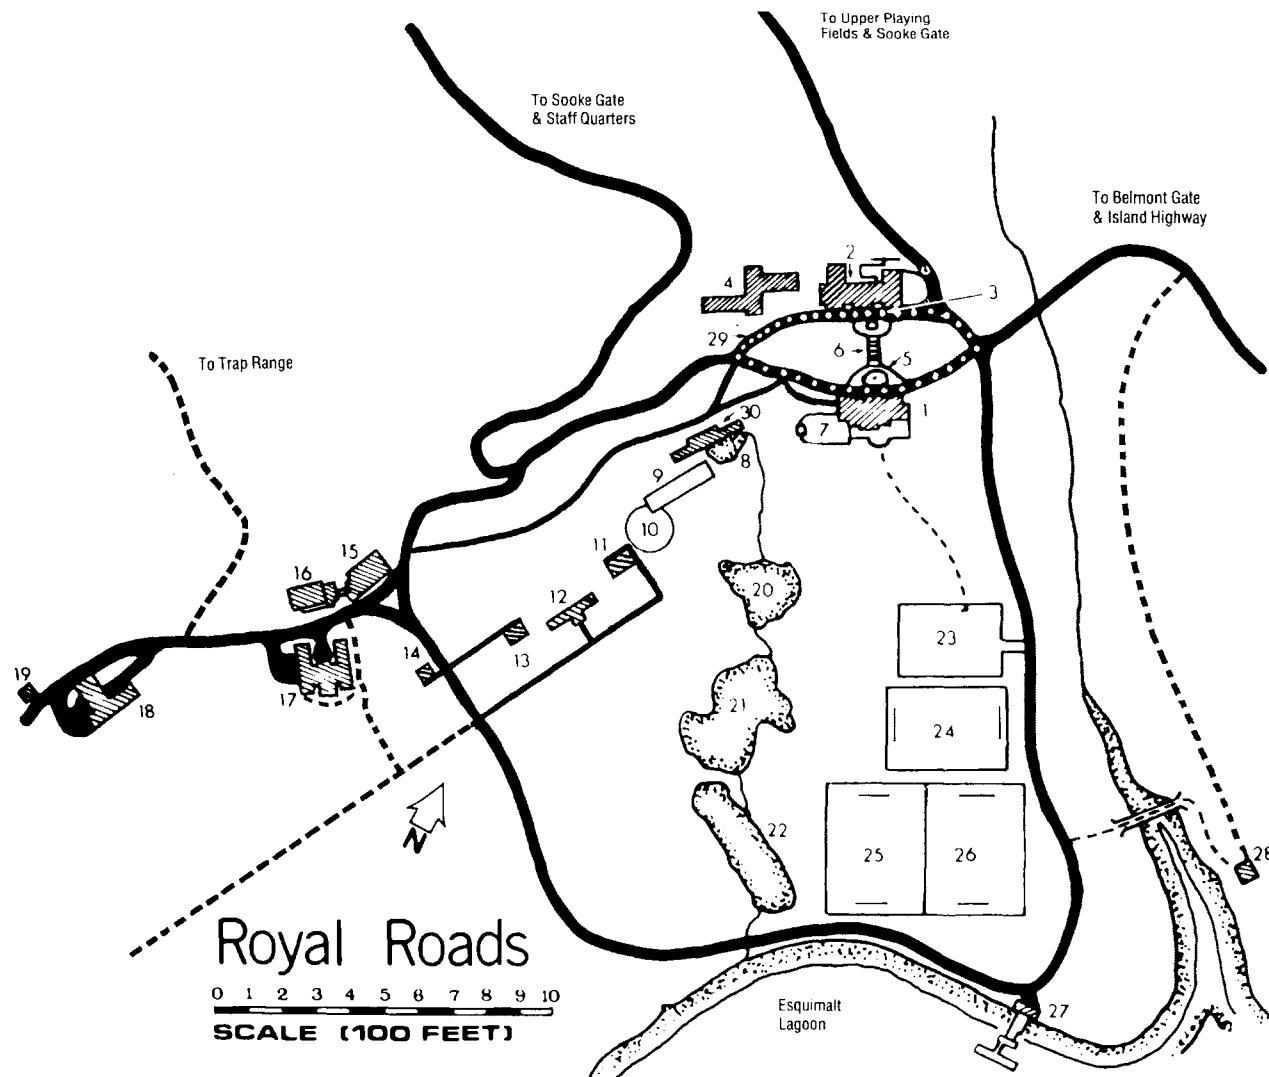 To Upper Playing
Fields & Sooke Gate
To Sooke Gate
& Staff Quarters
To Belmont Gate
& Island Highway
2
4
3
29
6
5
To Trap Range
30
1
7
8
9
10
11
15
16
12
20
23
13
14
19
17
18
21
24
22
25
26
28
N
Royal Roads
0 1 2 3 4 5 6 7 8 9 10
SCALE (100 FEET)
Esquimalt
Lagoon
27